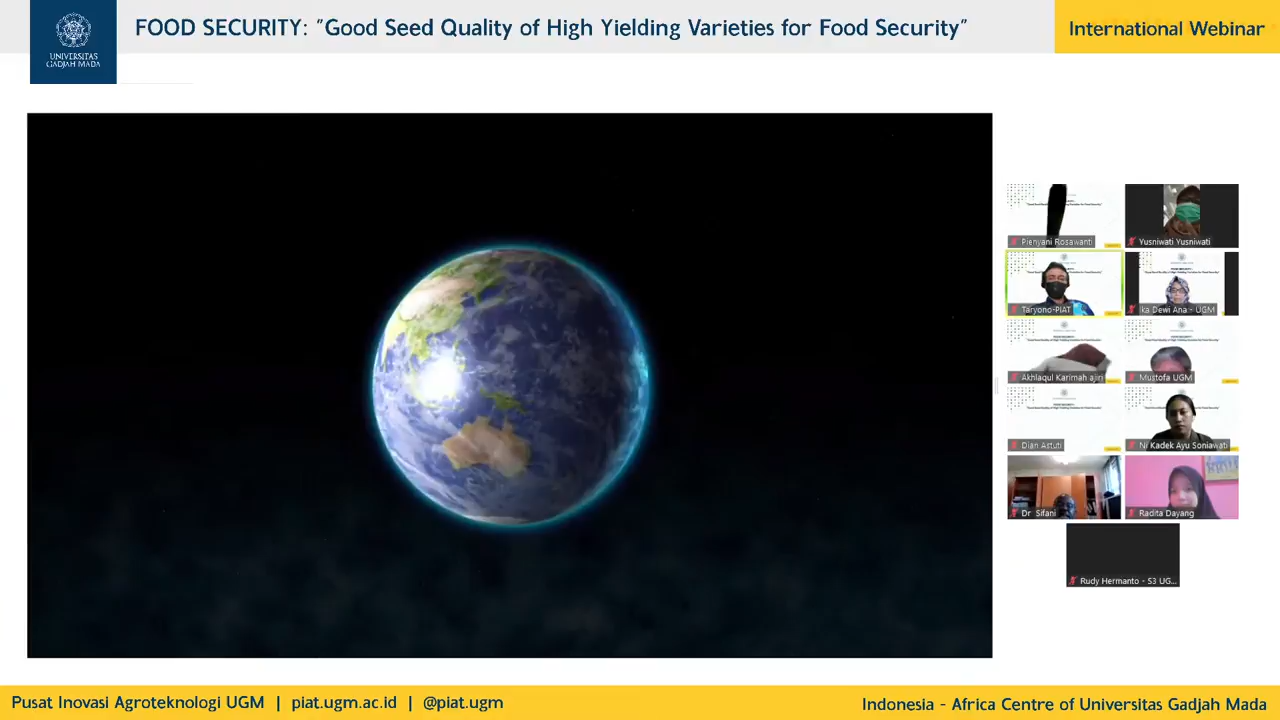 FOOD SECURITY: "Good Seed Quality of High Yielding Varieties for Food Security"
International Webinar
UNIVERSITAS
GADJAH MADA
Pienyani Rosawanti
Yusniwati Yusniwati
Taryono-PIAT
Ika Dewi Ana - UGM
Akhlaqul Karimah ajiri
Mustofa UGM
Dian Astuti
Ni Kadek Ayu Soniawati
Dr Sifani
Radita Dayang
Rudy Hermanto - S3 UG...
Pusat Inovasi Agroteknologi UGM | piat.ugm.ac.id | @piat.ugm
Indonesia - Africa Centre of Universitas Gadjah Mada